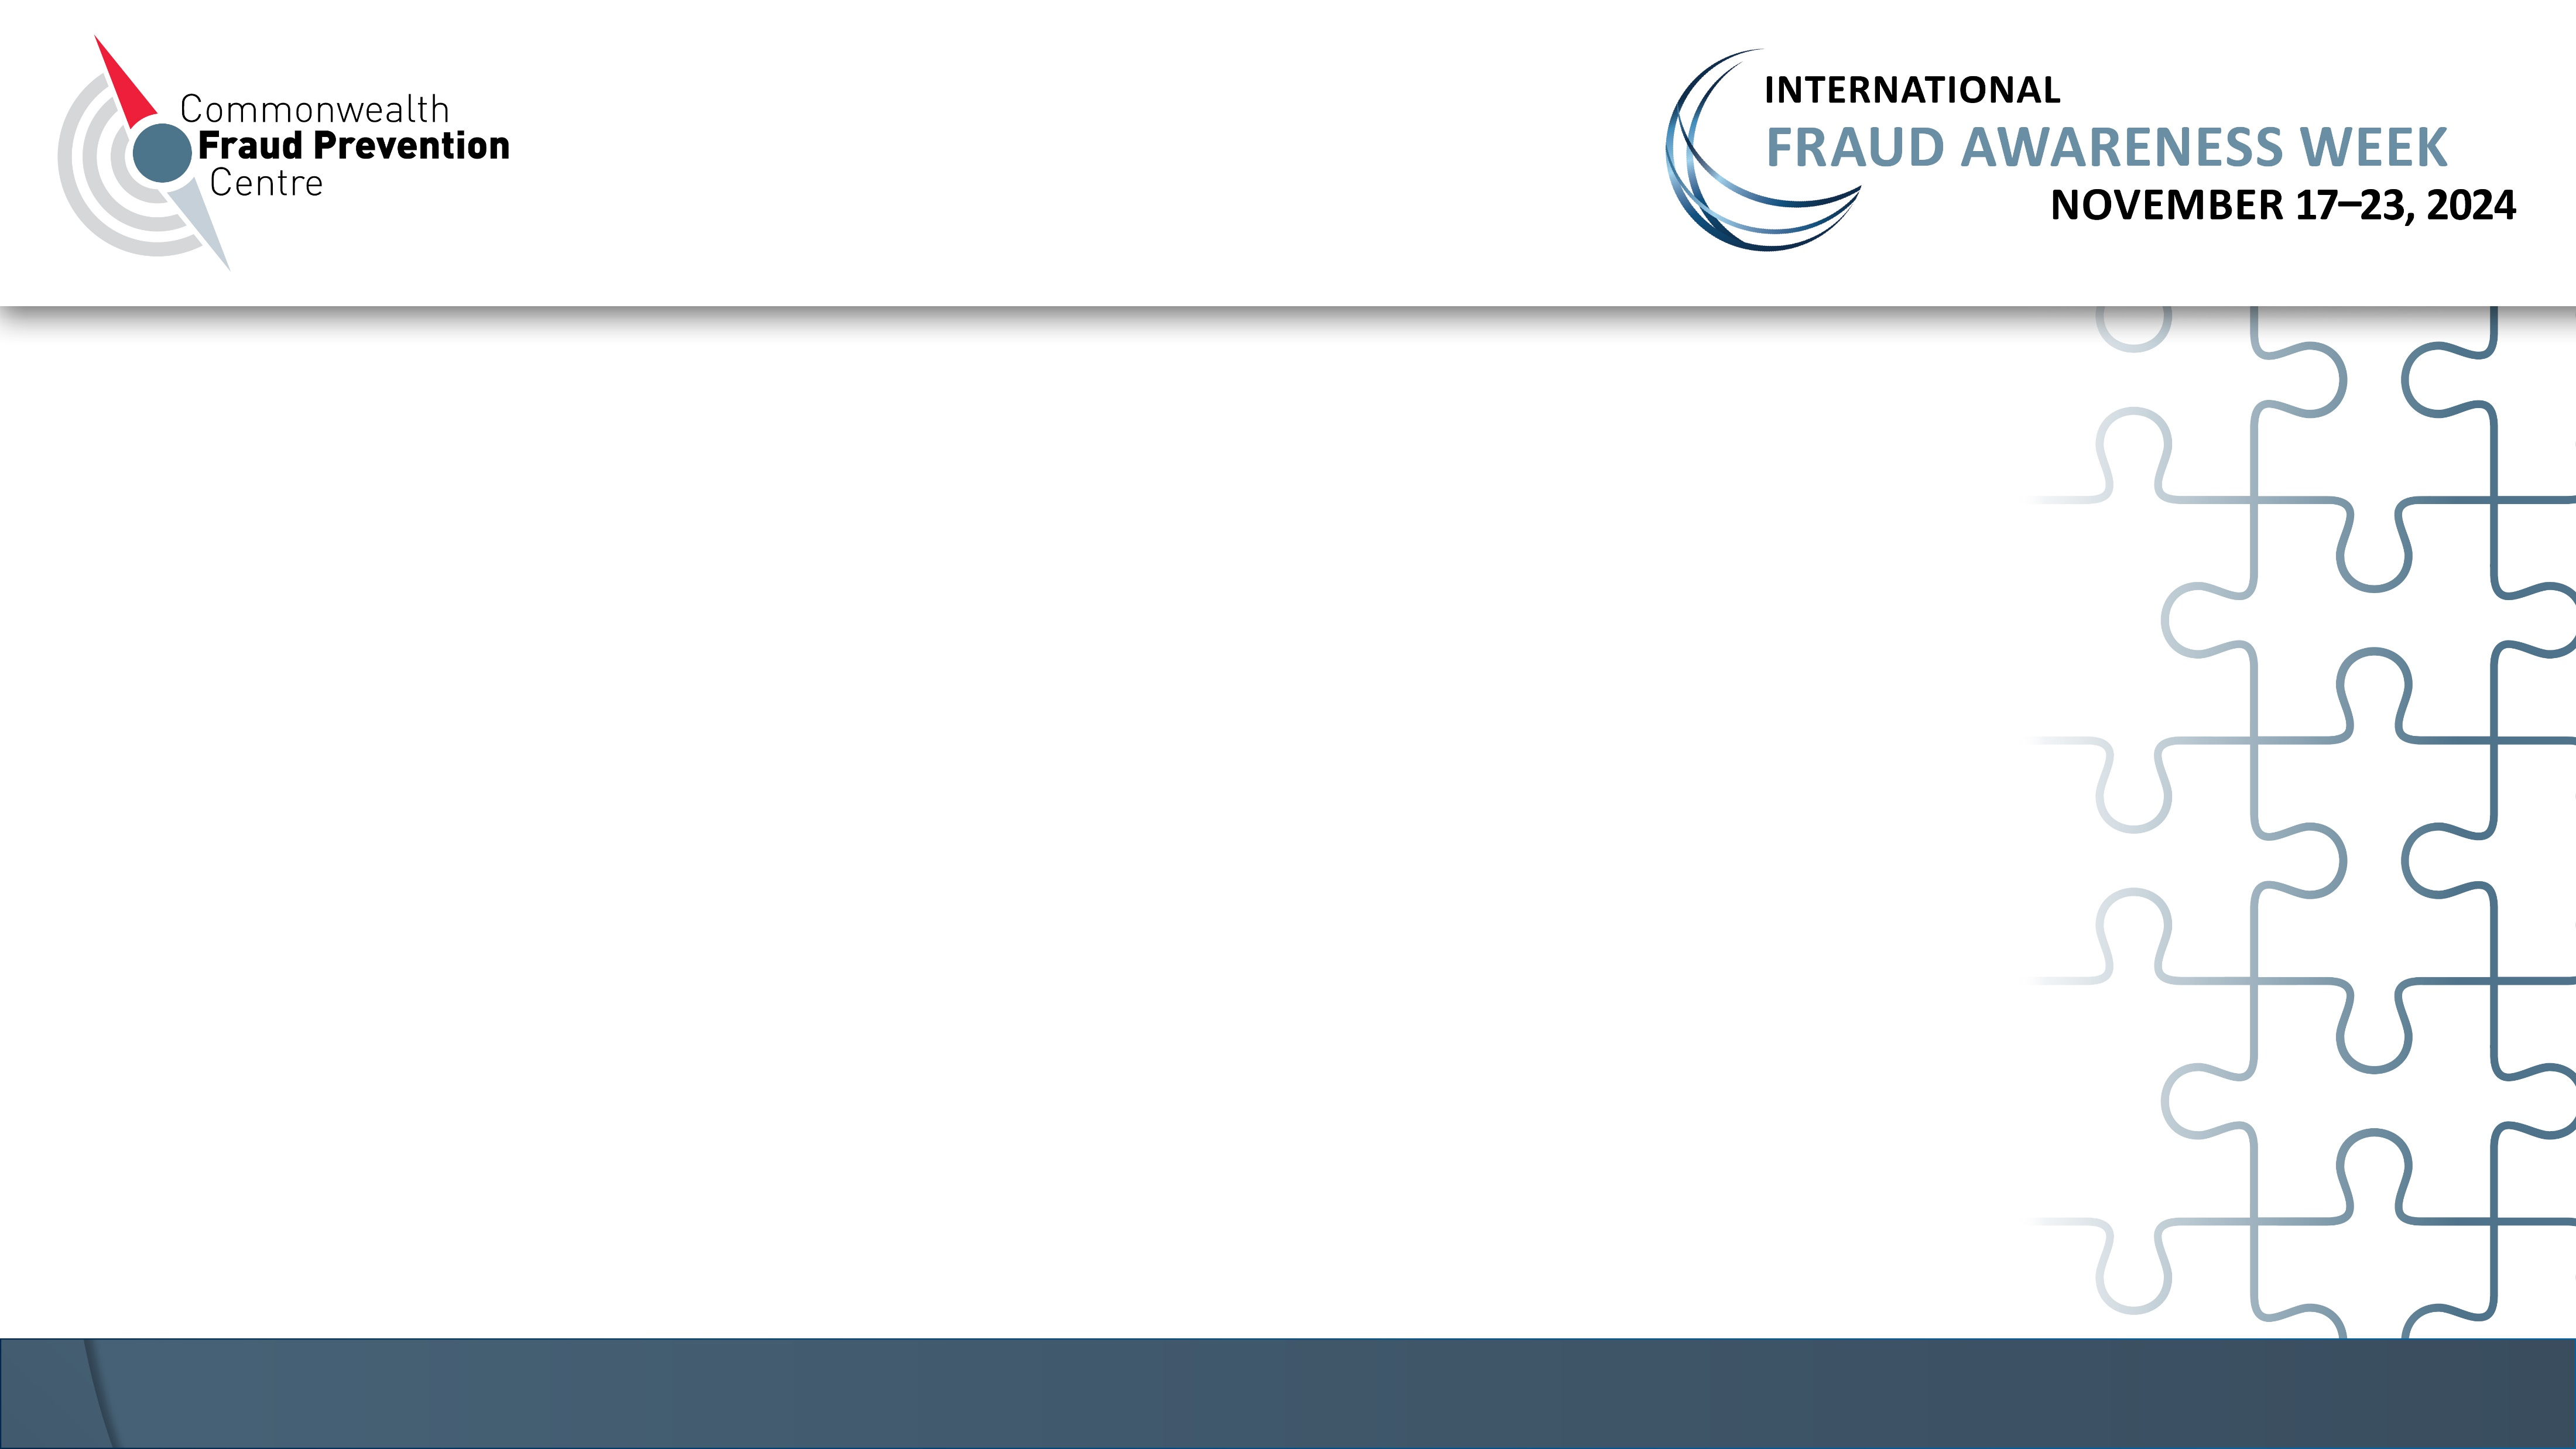 Commonwealth
Fraud Prevention
Centre
INTERNATIONAL
FRAUD AWARENESS WEEK
NOVEMBER 17–23, 2024